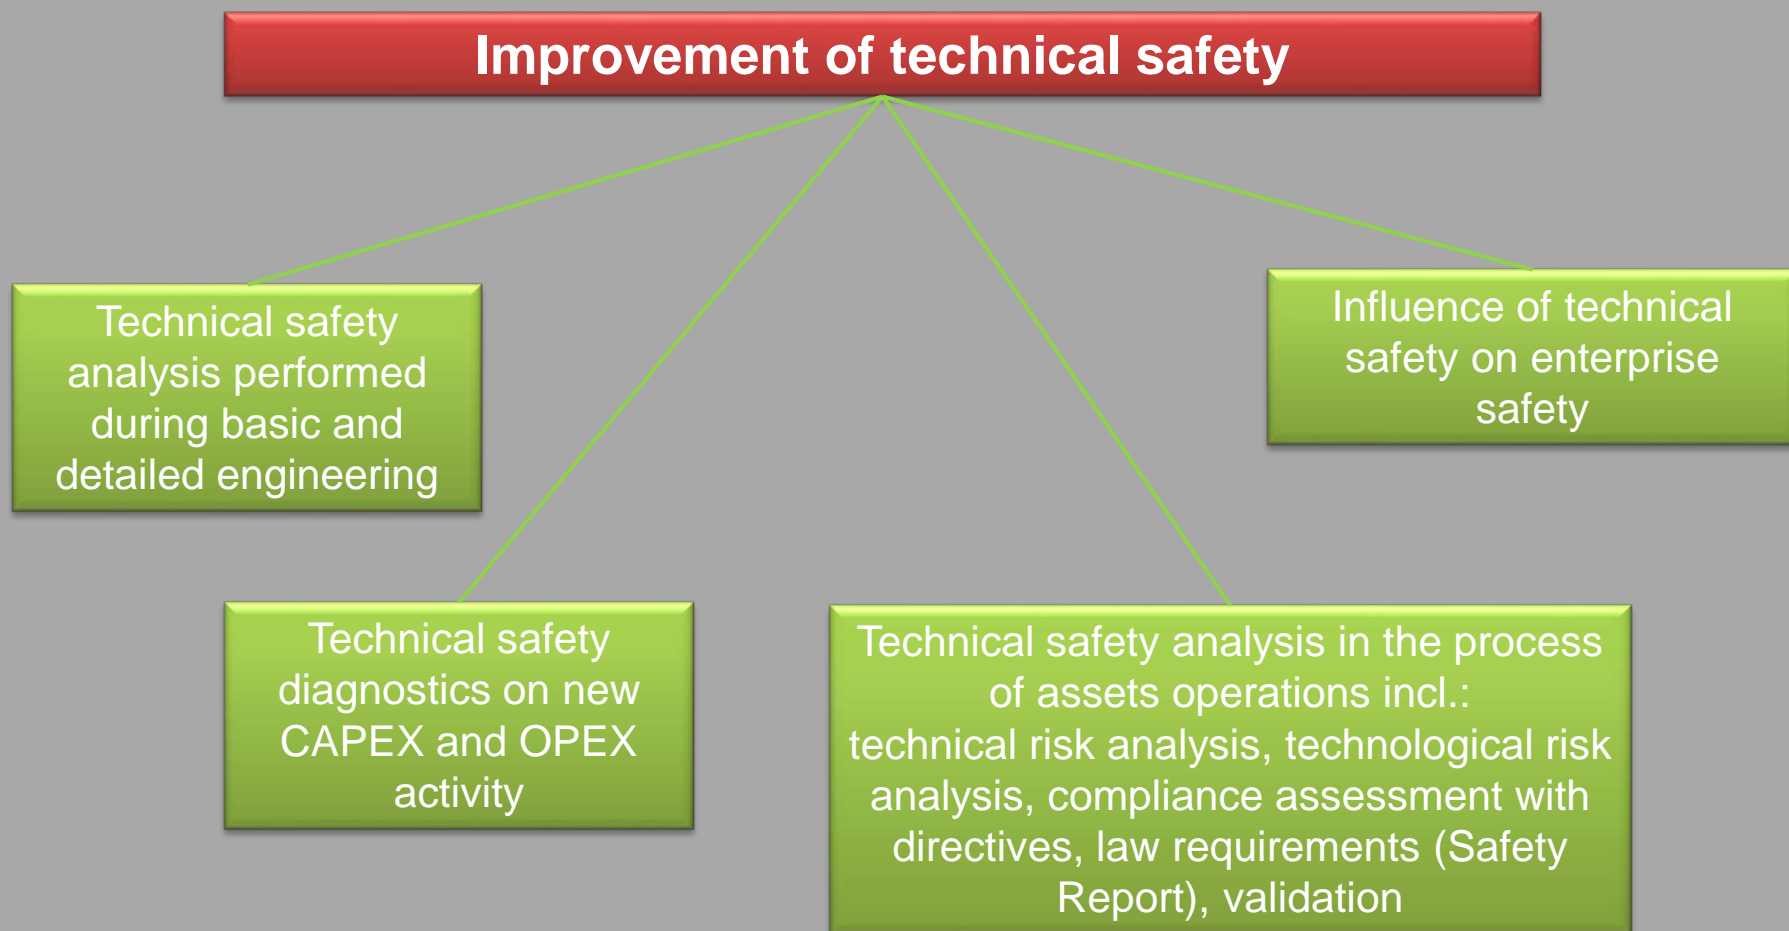 Improvement of technical safety
Technical safety
analysis performed
during basic and
detailed engineering
Influence of technical
safety on enterprise
safety
Technical safety
diagnostics on new
CAPEX and OPEX
activity
Technical safety analysis in the process
of assets operations incl.:
technical risk analysis, technological risk
analysis, compliance assessment with
directives, law requirements (Safety
Report), validation